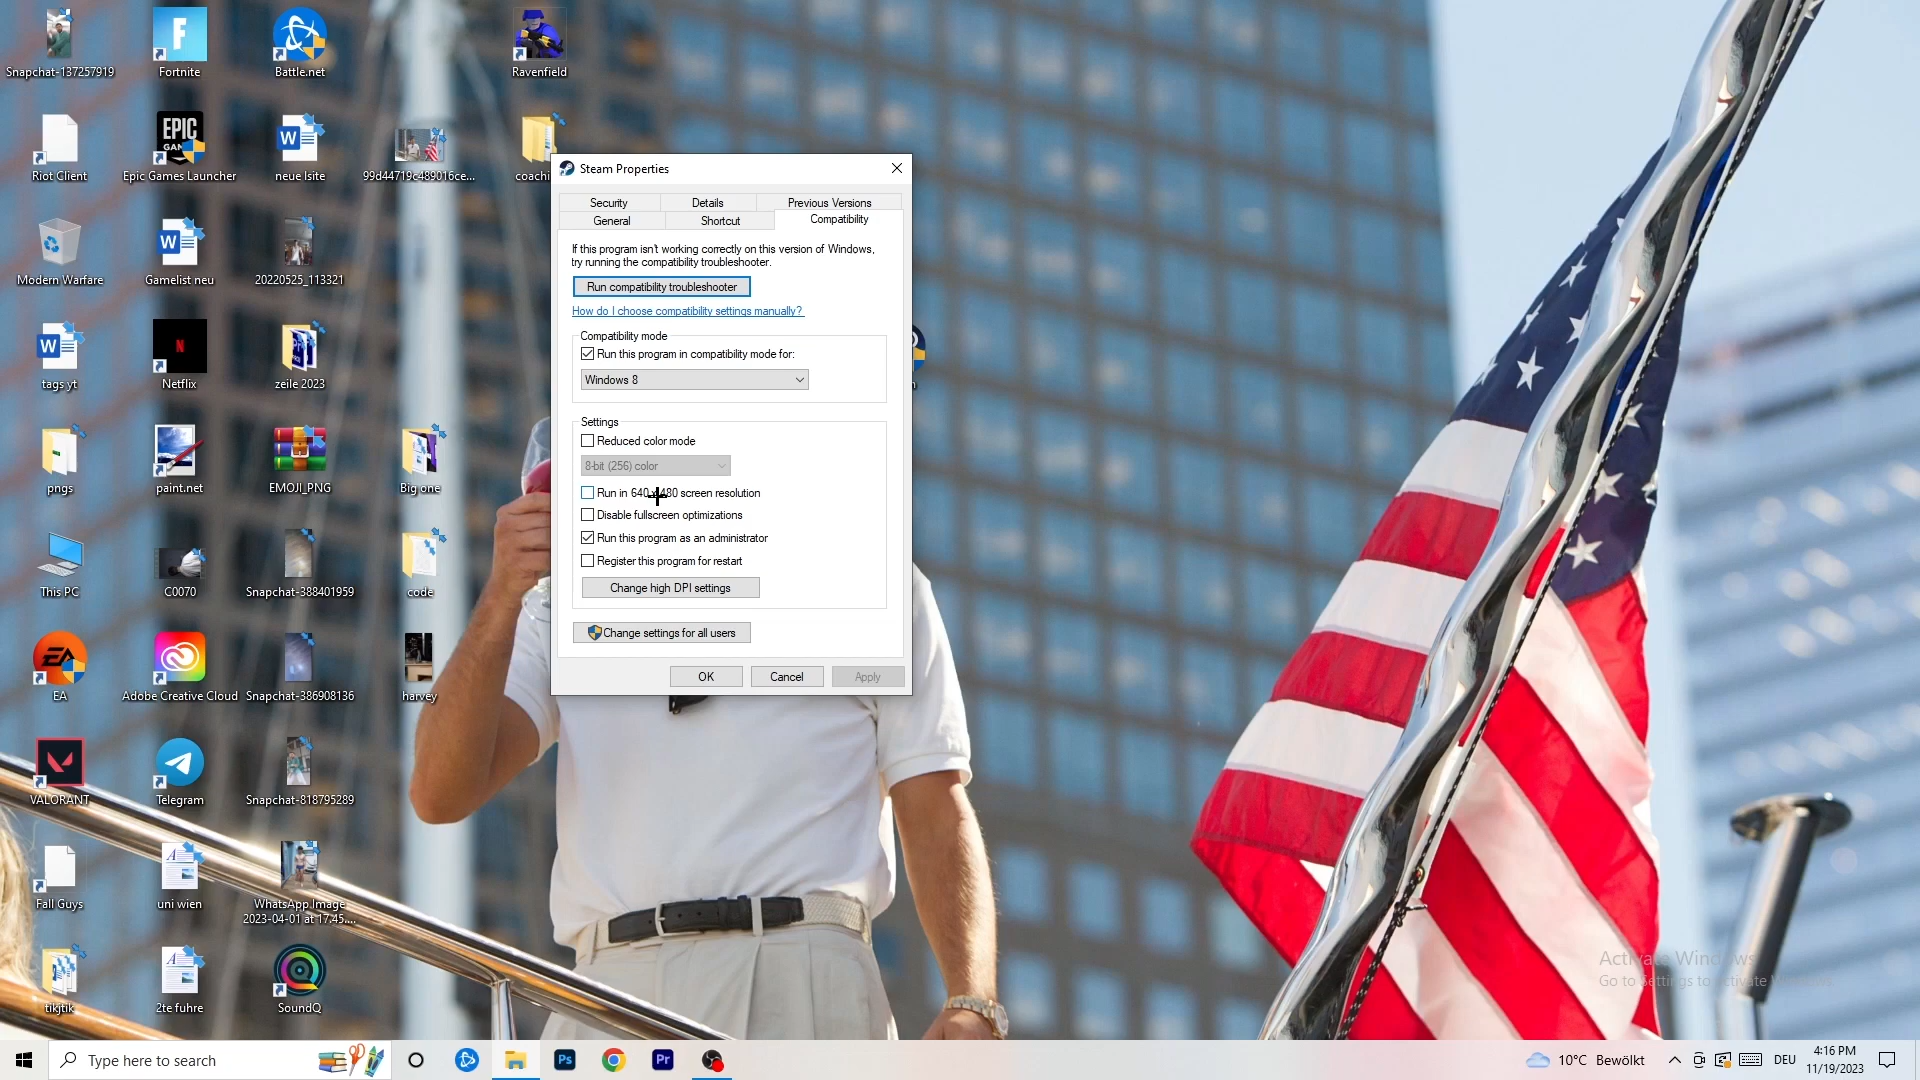 Snapchat-137257919
Fortnite
Battle.net
Ravenfield
Riot Client
EPIC
Epic Games Launcher
neue lsite
99d44719c489016ce...
Modern Warfare
Gamelist neu
20220525_113321
tags yt
Netflix
zeile 2023
pngs
paint.net
EMOJI_PNG
Big one
This PC
C0070
Snapchat-388401959
code
EA
Adobe Creative Cloud
Snapchat-386908136
harvey
VALORANT
Telegram
Snapchat-818795289
Fall Guys
uni wien
WhatsApp Image
2023-04-01 at 17.45....
tikjtik
2te fuhre
SoundQ
Steam Properties
Security
Details
Previous Versions
General
Shortcut
Compatibility
If this program isn't working correctly on this version of Windows,
try running the compatibility troubleshooter.
Run compatibility troubleshooter
How do I choose compatibility settings manually?
Compatibility mode
Run this program in compatibility mode for:
Windows 8
Settings
Reduced color mode
8-bit (256) color
Run in 640 x 480 screen resolution
Disable fullscreen optimizations
Run this program as an administrator
Register this program for restart
Change high DPI settings
Change settings for all users
OK
Cancel
Apply
Activate Windows
Go to Settings to activate Windows.
Type here to search
Ps
Pr
10°C Bewölkt
DEU
4:16 PM
11/19/2023